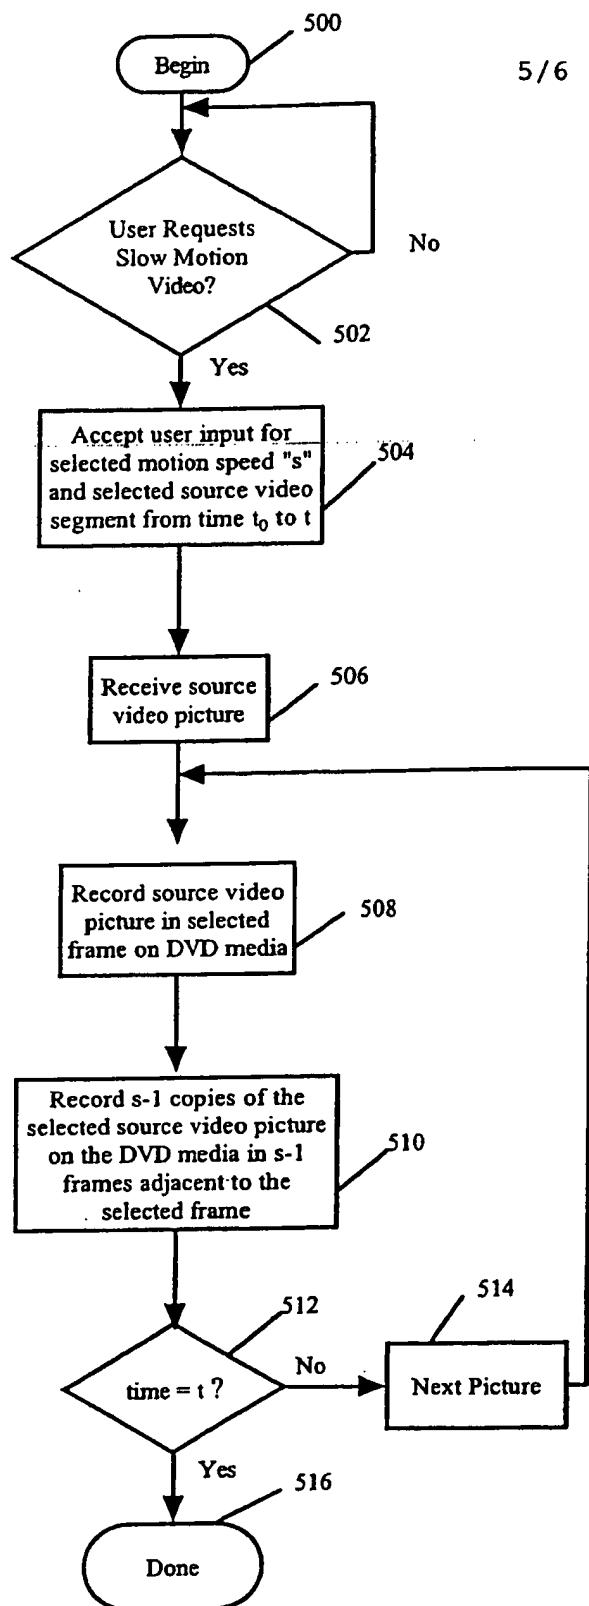 500
Begin
5/6
User Requests
Slow Motion
Video?
No
502
Yes
Accept user input for
selected motion speed "s"
and selected source video
segment from time t₀ to t
504
Receive source
video picture
506
Record source video
picture in selected
frame on DVD media
508
Record s-1 copies of the
selected source video picture
on the DVD media in s-1
frames adjacent to the
selected frame
510
512
time = t ?
No
514
Next Picture
Yes
516
Done